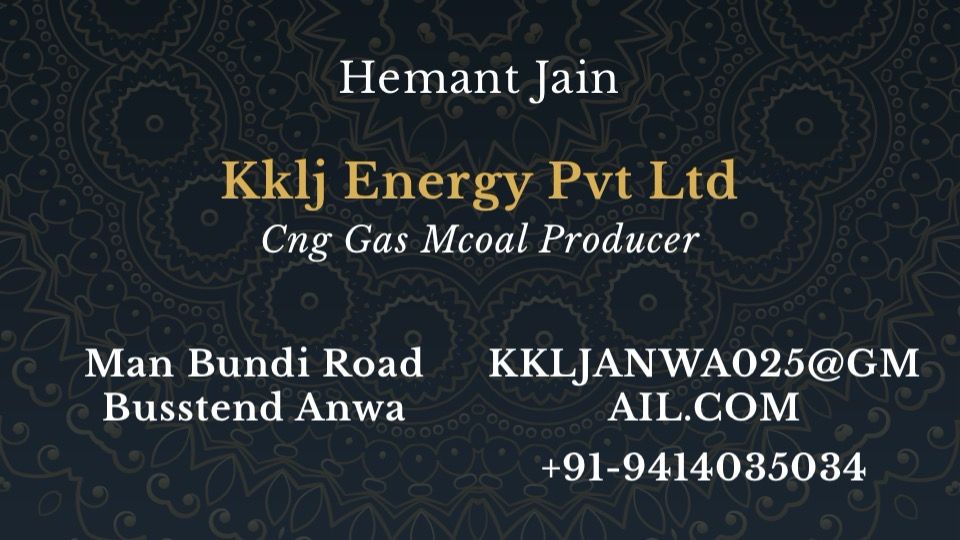 Hemant Jain
Kklj Energy Pvt Ltd
Cng Gas Mcoal Producer
Man Bundi Road
Busstend Anwa
KKLJANWA025@GM
AIL.COM
+91-9414035034